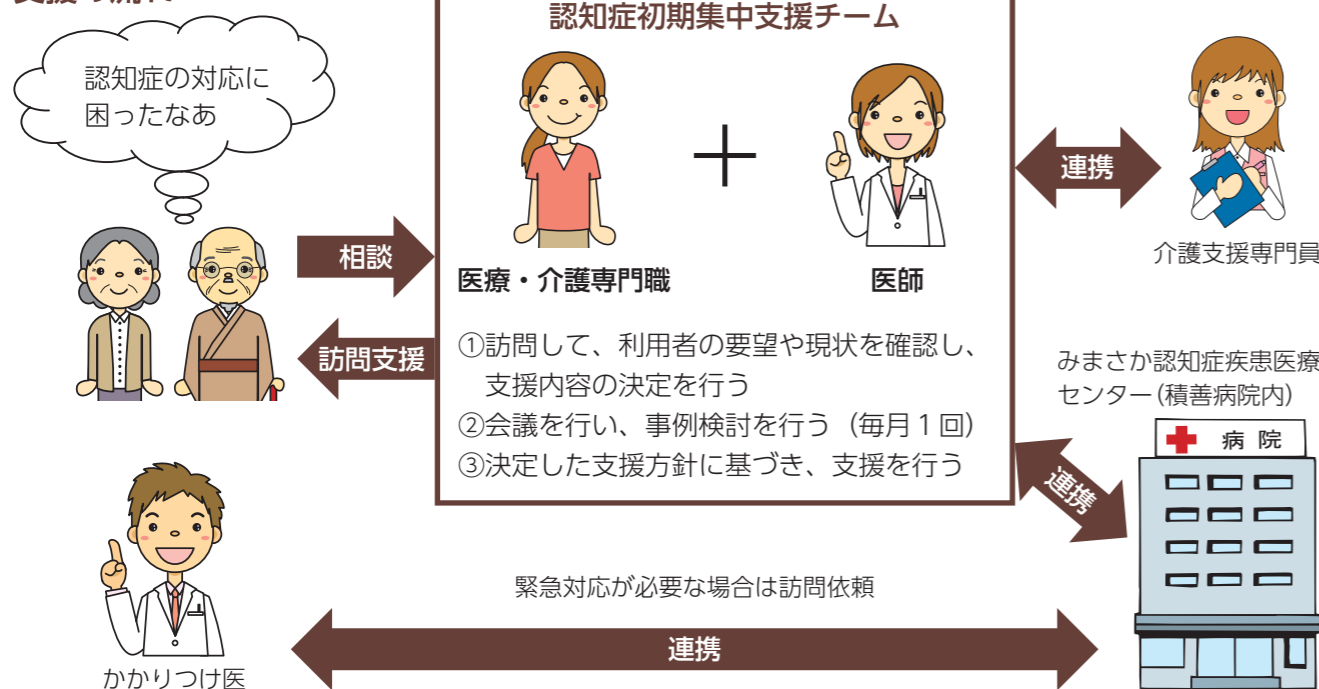 認知症初期集中支援チーム
認知症の対応に
困ったなあ
相談
訪問支援
医療・介護専門職
医師
①訪問して、利用者の要望や現状を確認し、
支援内容の決定を行う
②会議を行い、事例検討を行う（毎月１回）
③決定した支援方針に基づき、支援を行う
連携
介護支援専門員
みまさか認知症疾患医療
センター（積善病院内）
病院
連携
緊急対応が必要な場合は訪問依頼
連携
かかりつけ医